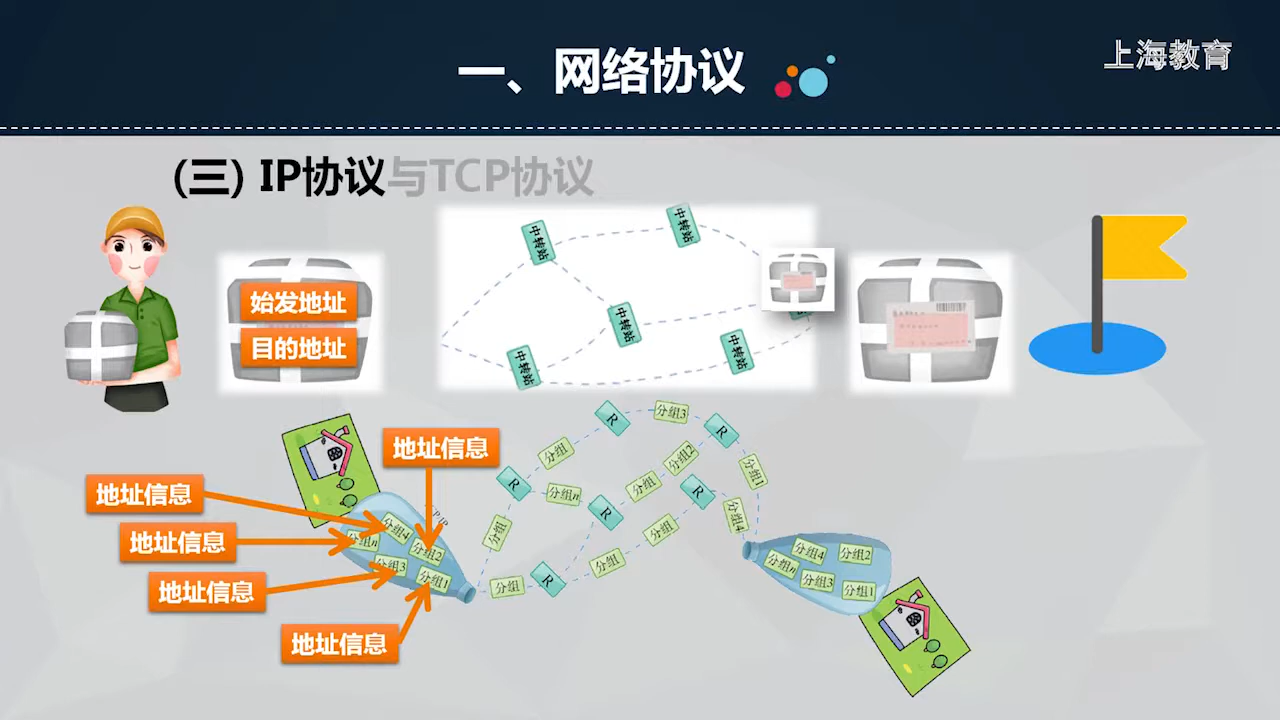 一、网络协议
上海教育
(三) IP协议与TCP协议
始发地址
目的地址
中转站
中转站
中转站
中转站
中转站
地址信息
地址信息
地址信息
地址信息
地址信息
分组4
分组n
分组2
分组3
分组1
R
分组3
R
分组
分组2
分组1
R
分组n
分组
R
R
分组4
分组
分组
分组
R
分组
分组4
分组2
分组n
分组3
分组1